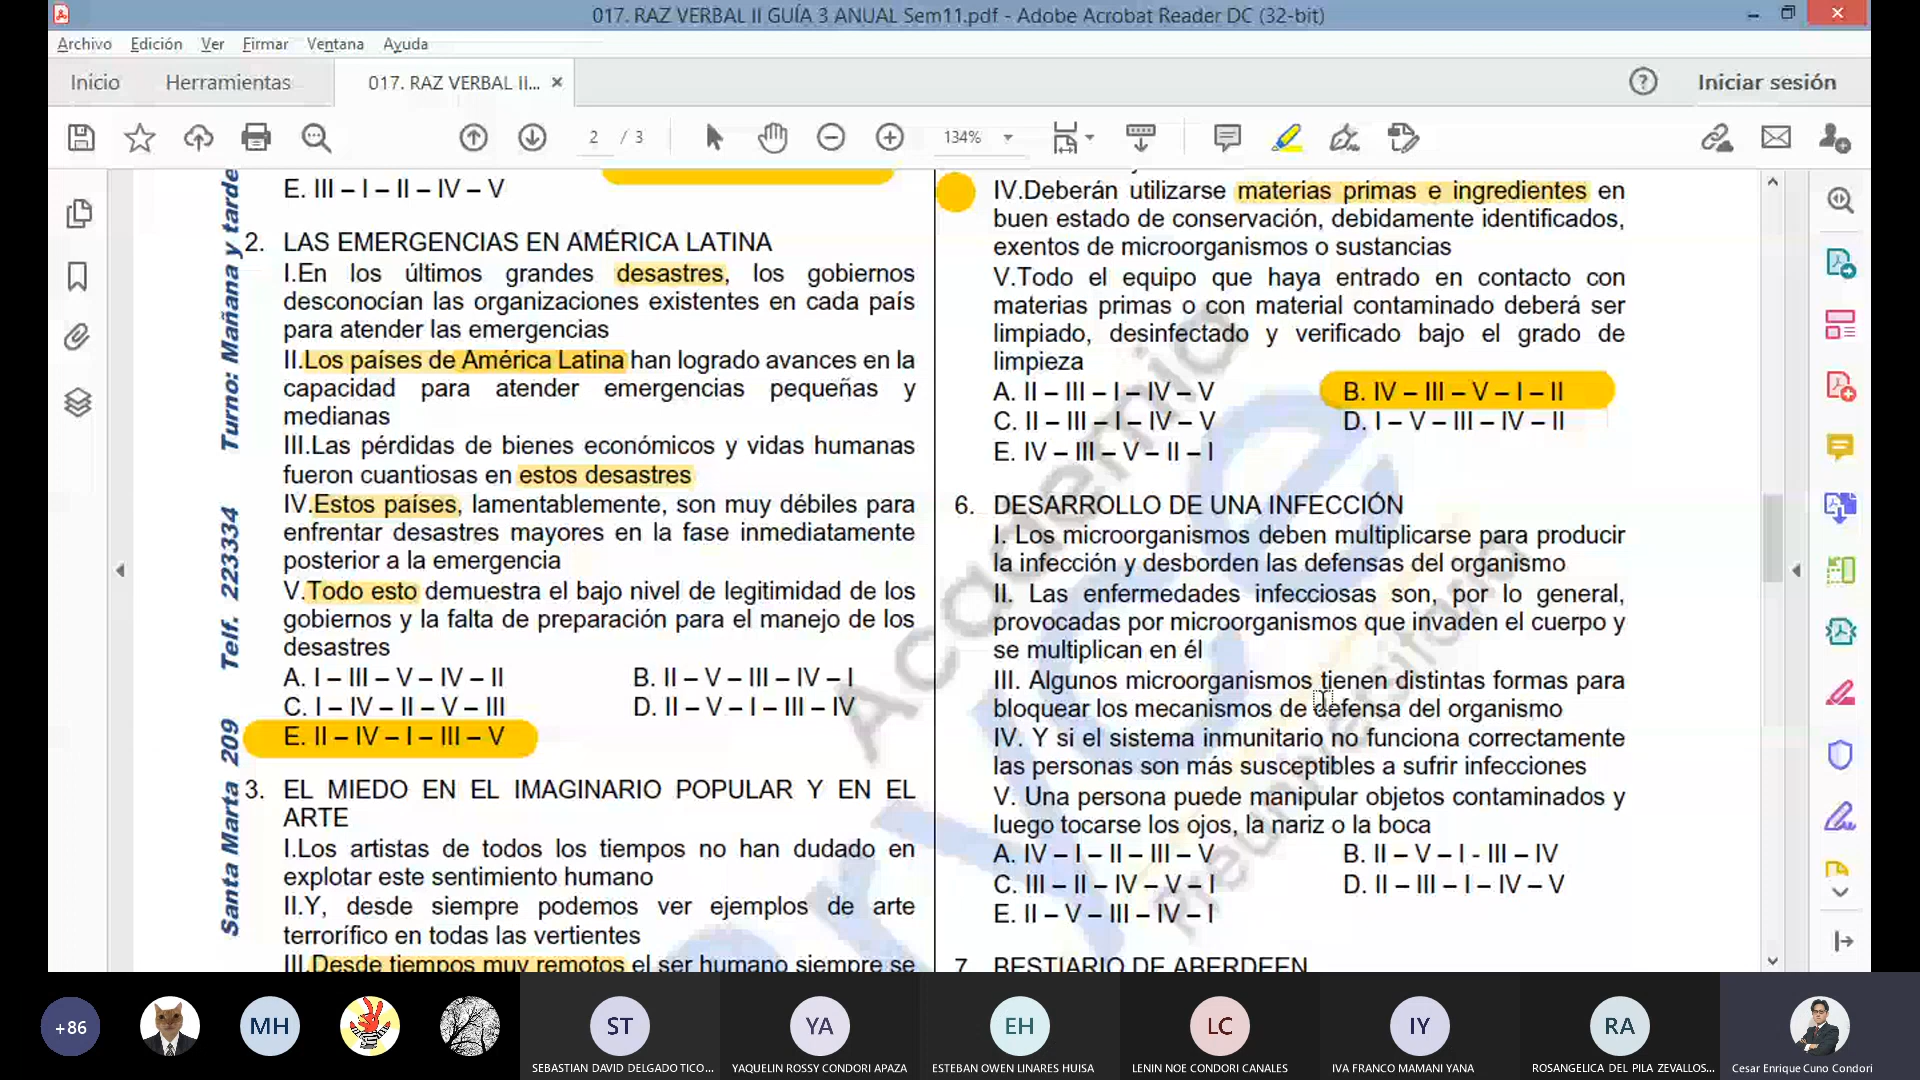 017. RAZ VERBAL II GUÍA 3 ANUAL Sem11.pdf - Adobe Acrobat Reader DC (32-bit)
Archivo Edición Ver Firmar Ventana Ayuda
Inicio Herramientas 017. RAZ VERBAL II... × Iniciar sesión
2 / 3 134%
Turno: Mañana y tarde
Telf. 223334
Santa Marta 209
E. III – I – II – IV – V
2. LAS EMERGENCIAS EN AMÉRICA LATINA
I.En los últimos grandes desastres, los gobiernos
desconocían las organizaciones existentes en cada país
para atender las emergencias
II.Los países de América Latina han logrado avances en la
capacidad para atender emergencias pequeñas y
medianas
III.Las pérdidas de bienes económicos y vidas humanas
fueron cuantiosas en estos desastres
IV.Estos países, lamentablemente, son muy débiles para
enfrentar desastres mayores en la fase inmediatamente
posterior a la emergencia
V.Todo esto demuestra el bajo nivel de legitimidad de los
gobiernos y la falta de preparación para el manejo de los
desastres
A. I – III – V – IV – II B. II – V – III – IV – I
C. I – IV – II – V – III D. II – V – I – III – IV
E. II – IV – I – III – V
3. EL MIEDO EN EL IMAGINARIO POPULAR Y EN EL
ARTE
I.Los artistas de todos los tiempos no han dudado en
explotar este sentimiento humano
II.Y, desde siempre podemos ver ejemplos de arte
terrorífico en todas las vertientes
III.Desde tiempos muy remotos el ser humano siempre se
IV.Deberán utilizarse materias primas e ingredientes en
buen estado de conservación, debidamente identificados,
exentos de microorganismos o sustancias
V.Todo el equipo que haya entrado en contacto con
materias primas o con material contaminado deberá ser
limpiado, desinfectado y verificado bajo el grado de
limpieza
A. II – III – I – IV – V B. IV – III – V – I – II
C. II – III – I – IV – V D. I – V – III – IV – II
E. IV – III – V – II – I
6. DESARROLLO DE UNA INFECCIÓN
I. Los microorganismos deben multiplicarse para producir
la infección y desborden las defensas del organismo
II. Las enfermedades infecciosas son, por lo general,
provocadas por microorganismos que invaden el cuerpo y
se multiplican en él
III. Algunos microorganismos tienen distintas formas para
bloquear los mecanismos de defensa del organismo
IV. Y si el sistema inmunitario no funciona correctamente
las personas son más susceptibles a sufrir infecciones
V. Una persona puede manipular objetos contaminados y
luego tocarse los ojos, la nariz o la boca
A. IV – I – II – III – V B. II – V – I - III – IV
C. III – II – IV – V – I D. II – III – I – IV – V
E. II – V – III – IV – I
7. BESTIARIO DE ABERDEEN
Academia
Preuniversitaria
+86 MH ST YA EH LC IY RA
SEBASTIAN DAVID DELGADO TICO... YAQUELIN ROSSY CONDORI APAZA ESTEBAN OWEN LINARES HUISA LENIN NOE CONDORI CANALES IVA FRANCO MAMANI YANA ROSANGELICA DEL PILA ZEVALLOS... Cesar Enrique Cuno Condori